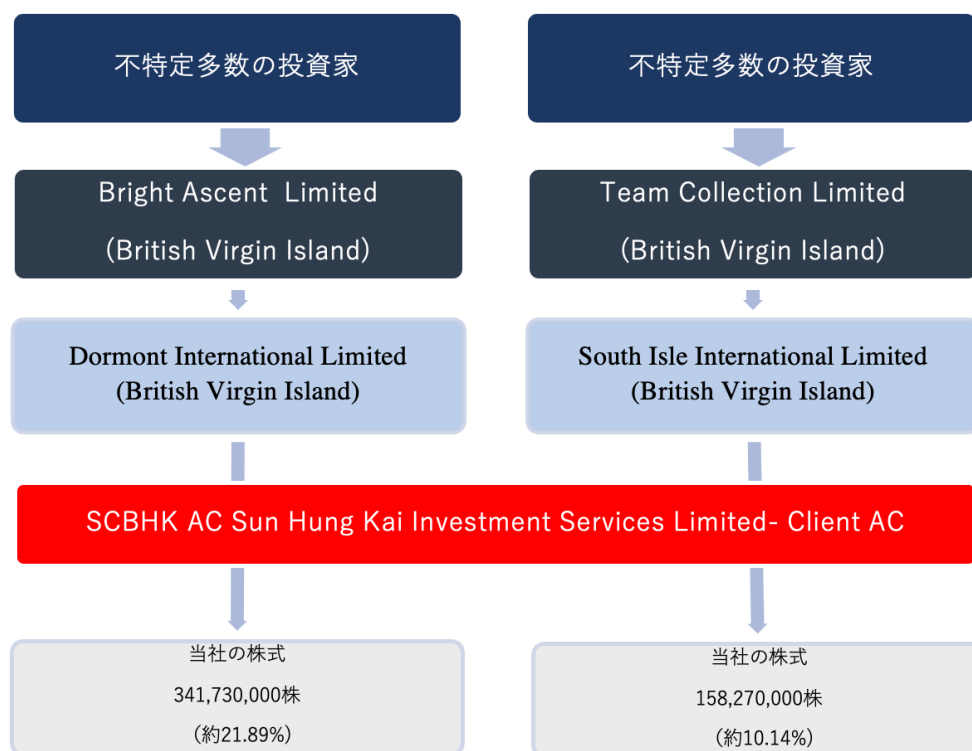 不特定多数の投資家
不特定多数の投資家
Bright Ascent Limited
(British Virgin Island)
Team Collection Limited
(British Virgin Island)
Dormont International Limited
(British Virgin Island)
South Isle International Limited
(British Virgin Island)
SCBHK AC Sun Hung Kai Investment Services Limited- Client AC
当社の株式
341,730,000株
（約21.89%）
当社の株式
158,270,000株
（約10.14%）